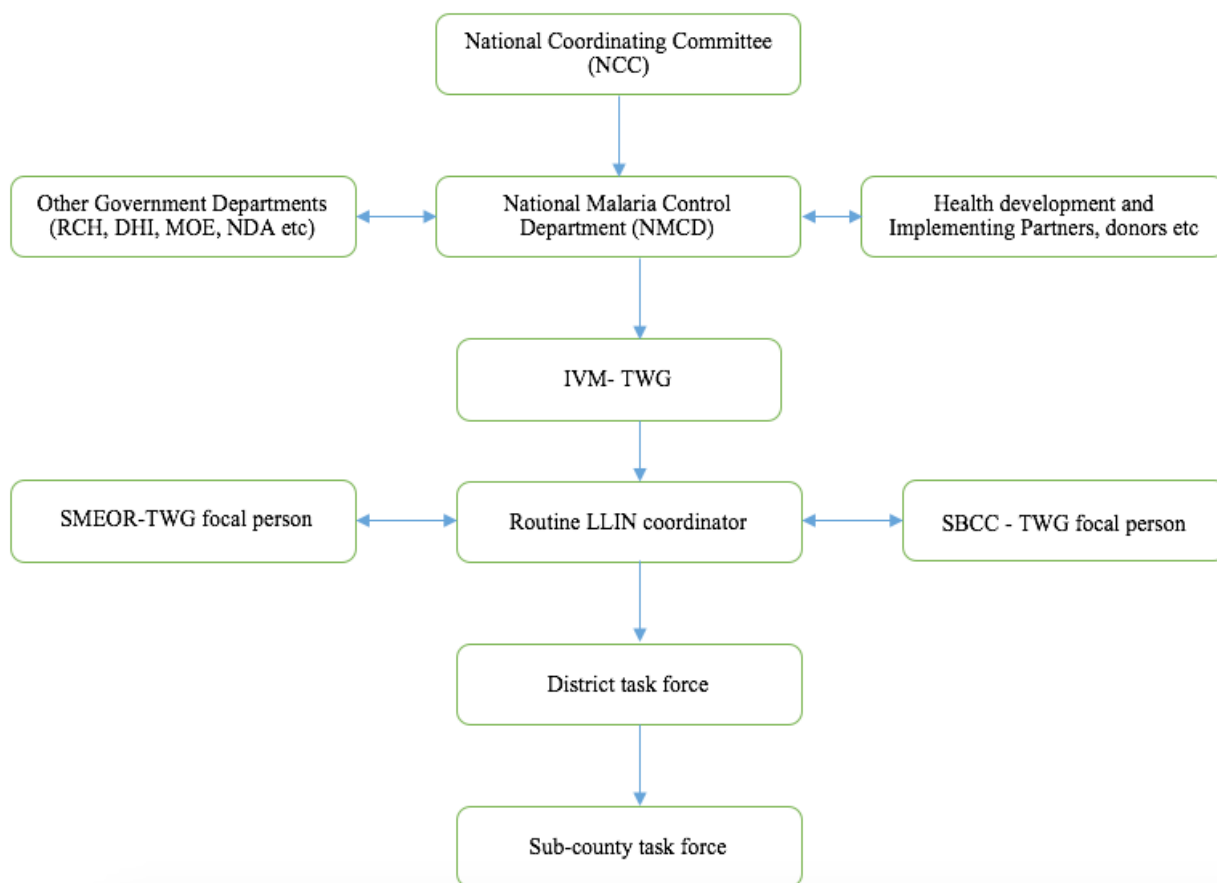 National Coordinating Committee
(NCC)
Other Government Departments
(RCH, DHI, MOE, NDA etc)
National Malaria Control
Department (NMCD)
Health development and
Implementing Partners, donors etc
IVM- TWG
SMEOR-TWG focal person
Routine LLIN coordinator
SBCC - TWG focal person
District task force
Sub-county task force